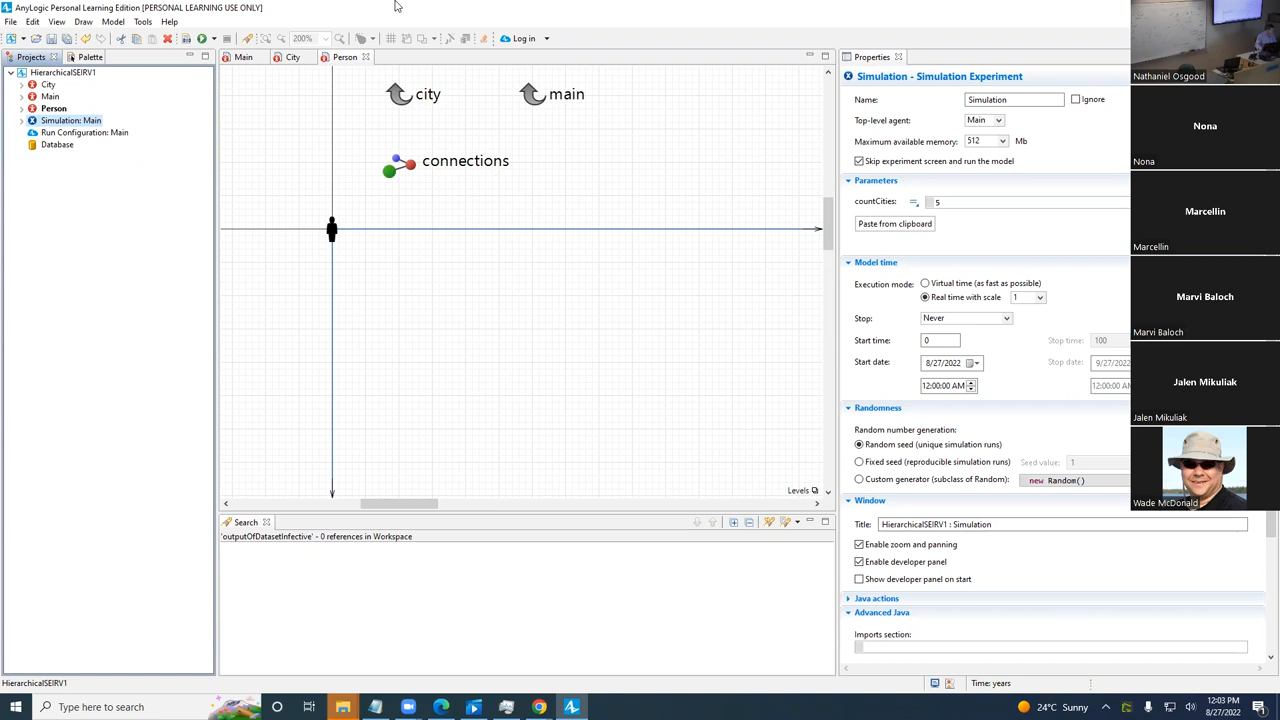 AnyLogic Personal Learning Edition [PERSONAL LEARNING USE ONLY]
File Edit View Draw Model Tools Help
200% Log in
Projects Palette
HierarchicalSEIRV1
City
Main
Person
Simulation: Main
Run Configuration: Main
Database
Main City Person
city main
connections
Levels
Search
'outputOfDatasetInfective' - 0 references in Workspace
Properties
Simulation - Simulation Experiment
Name: Simulation Ignore
Top-level agent: Main
Maximum available memory: 512 Mb
Skip experiment screen and run the model
Parameters
countCities: 5
Paste from clipboard
Model time
Execution mode: Virtual time (as fast as possible)
Real time with scale 1
Stop: Never
Start time: 0 Stop time: 100
Start date: 8/27/2022 Stop date: 9/27/2022
12:00:00 AM 12:00:00 AM
Randomness
Random number generation:
Random seed (unique simulation runs)
Fixed seed (reproducible simulation runs) Seed value: 1
Custom generator (subclass of Random): new Random()
Window
Title: HierarchicalSEIRV1 : Simulation
Enable zoom and panning
Enable developer panel
Show developer panel on start
Java actions
Advanced Java
Imports section:
Nathaniel Osgood
Nona
Nona
Marcellin
Marcellin
Marvi Baloch
Marvi Baloch
Jalen Mikuliak
Jalen Mikuliak
Wade McDonald
HierarchicalSEIRV1
Time: years
Type here to search
24°C Sunny
12:03 PM
8/27/2022